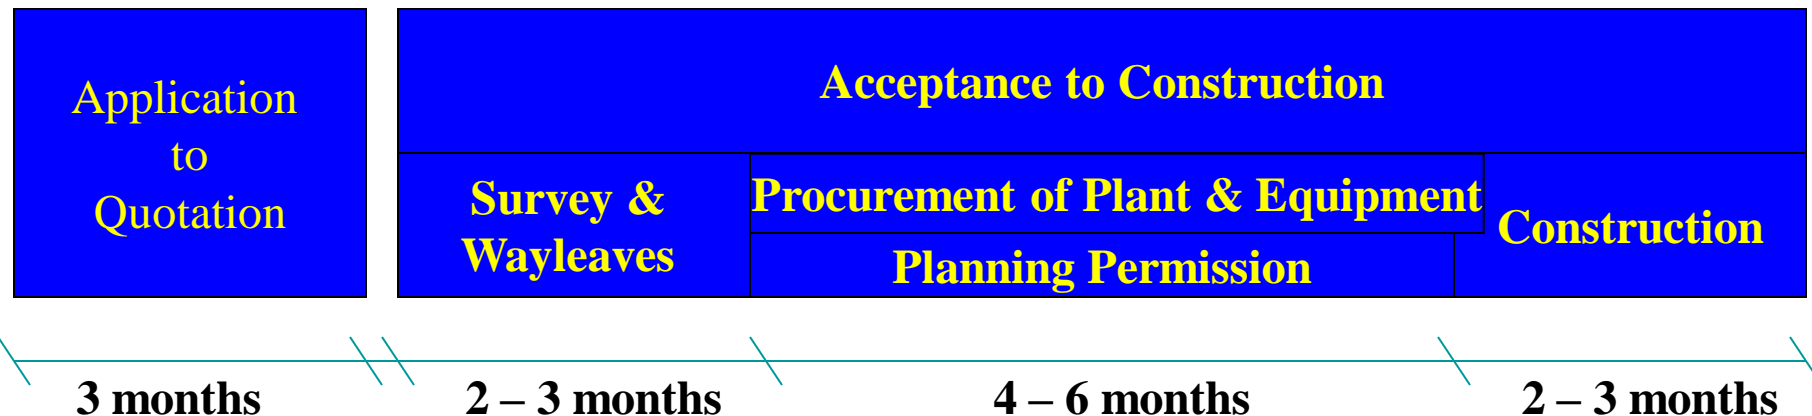 Application
to
Quotation
Acceptance to Construction
Survey &
Wayleaves
Procurement of Plant & Equipment
Planning Permission
Construction
3 months
2 – 3 months
4 – 6 months
2 – 3 months